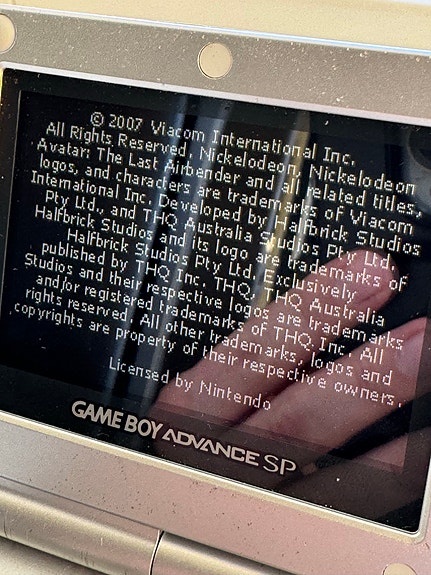 © 2007 Viacom International Inc.
All Rights Reserved. Nickelodeon, Nickelodeon
Avatar: The Last Airbender and all related titles,
logos, and characters are trademarks of Viacom
International Inc. Developed by Halfbrick Studios
Pty Ltd., and THQ Australia Studios Pty Ltd.
Halfbrick Studios and its logo are trademarks of
Halfbrick Studios Pty Ltd. Exclusively
published by THQ Inc. THQ, THQ Australia
Studios and their respective logos are trademarks
and/or registered trademarks of THQ Inc. All
rights reserved. All other trademarks, logos and
copyrights are property of their respective owners.
Licensed by Nintendo
GAME BOY ADVANCE SP